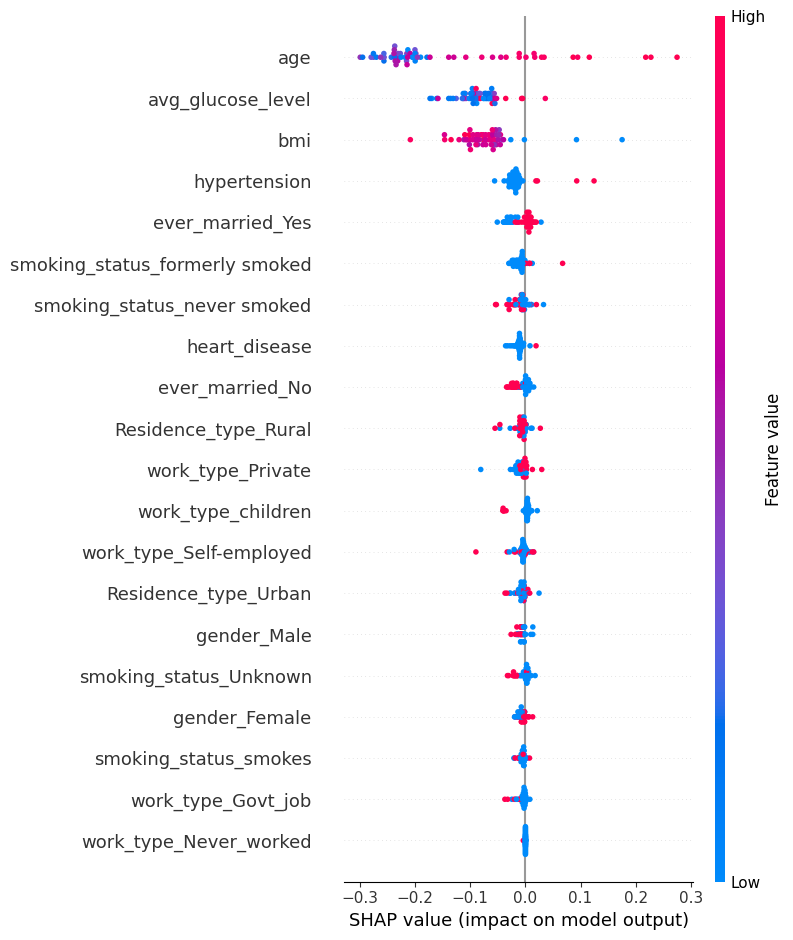 High
age
avg_glucose_level
bmi
hypertension
ever_married_Yes
smoking_status_formerly smoked
smoking_status_never smoked
heart_disease
ever_married_No
Residence_type_Rural
work_type_Private
work_type_children
work_type_Self-employed
Residence_type_Urban
gender_Male
smoking_status_Unknown
gender_Female
smoking_status_smokes
work_type_Govt_job
work_type_Never_worked
Feature value
Low
−0.3 −0.2 −0.1 0.0 0.1 0.2 0.3
SHAP value (impact on model output)